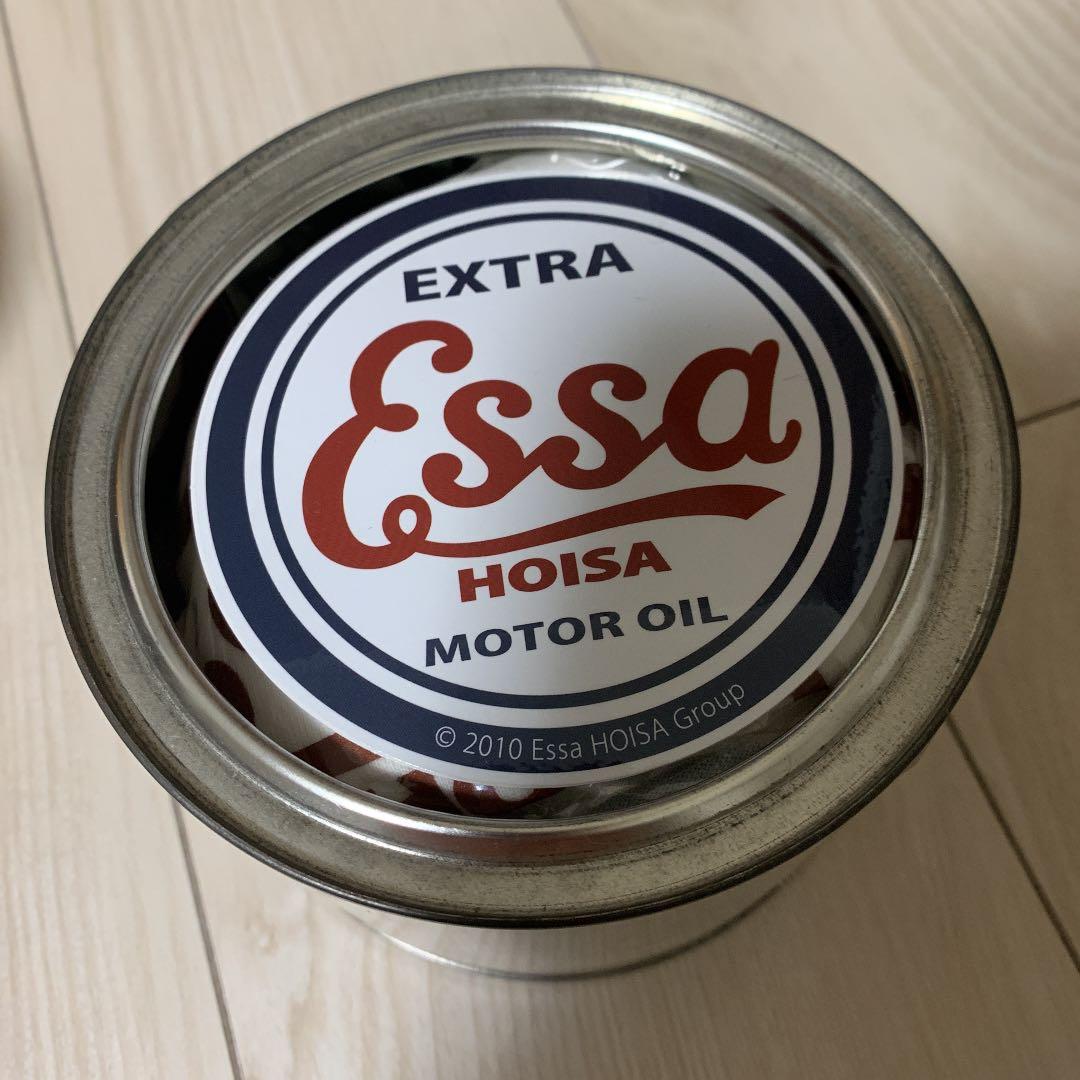 EXTRA
Essa
HOISA
MOTOR OIL
© 2010 Essa HOISA Group